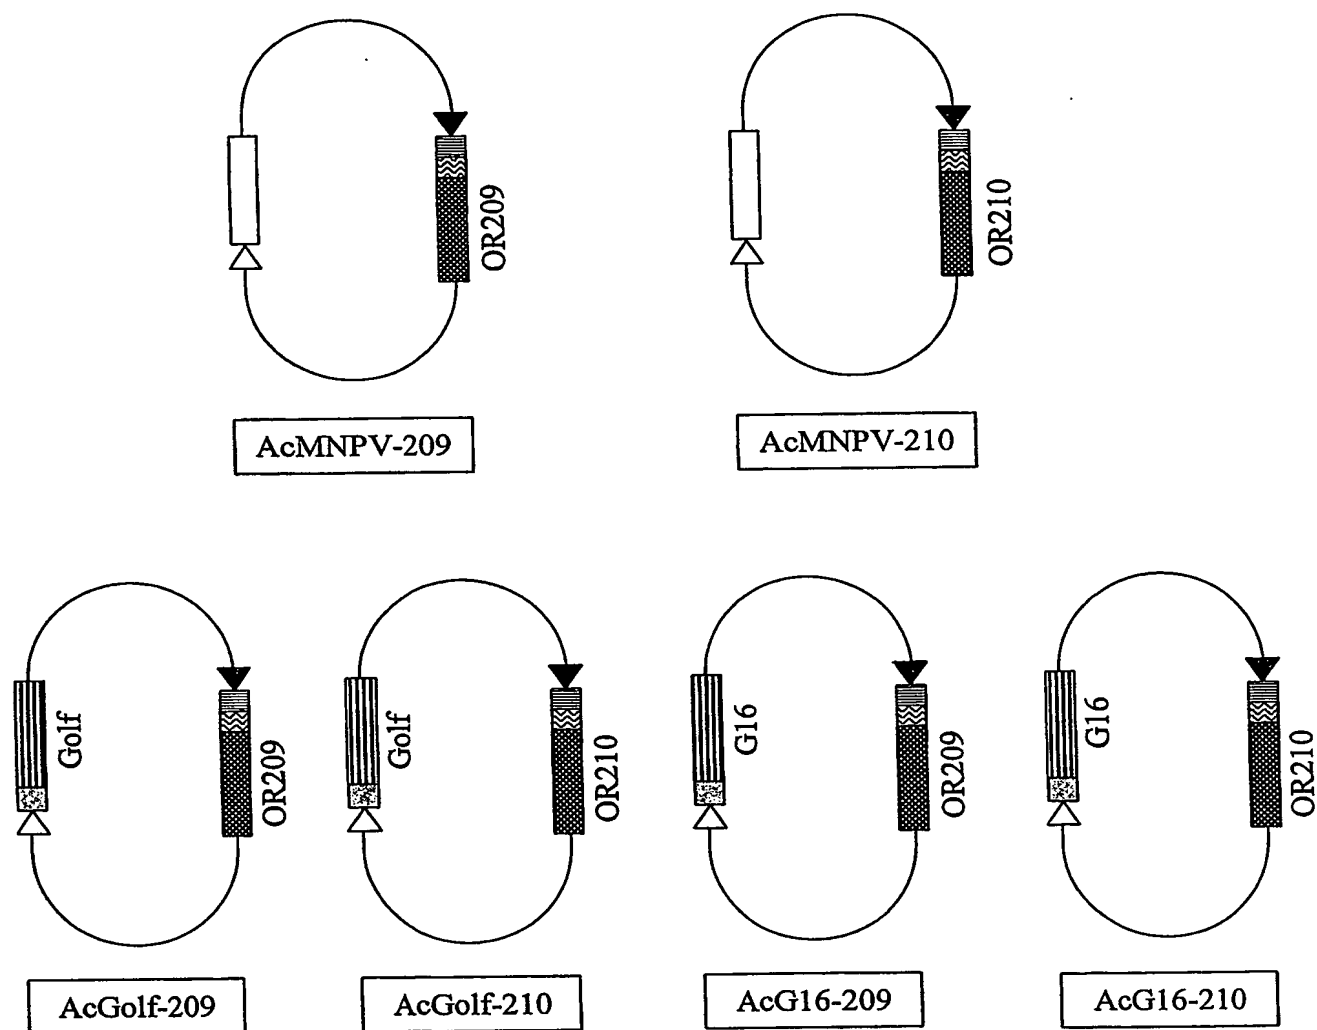 OR209
OR210
AcMNPV-209
AcMNPV-210
Golf
OR209
Golf
OR210
G16
OR209
G16
OR210
AcGolf-209
AcGolf-210
AcG16-209
AcG16-210